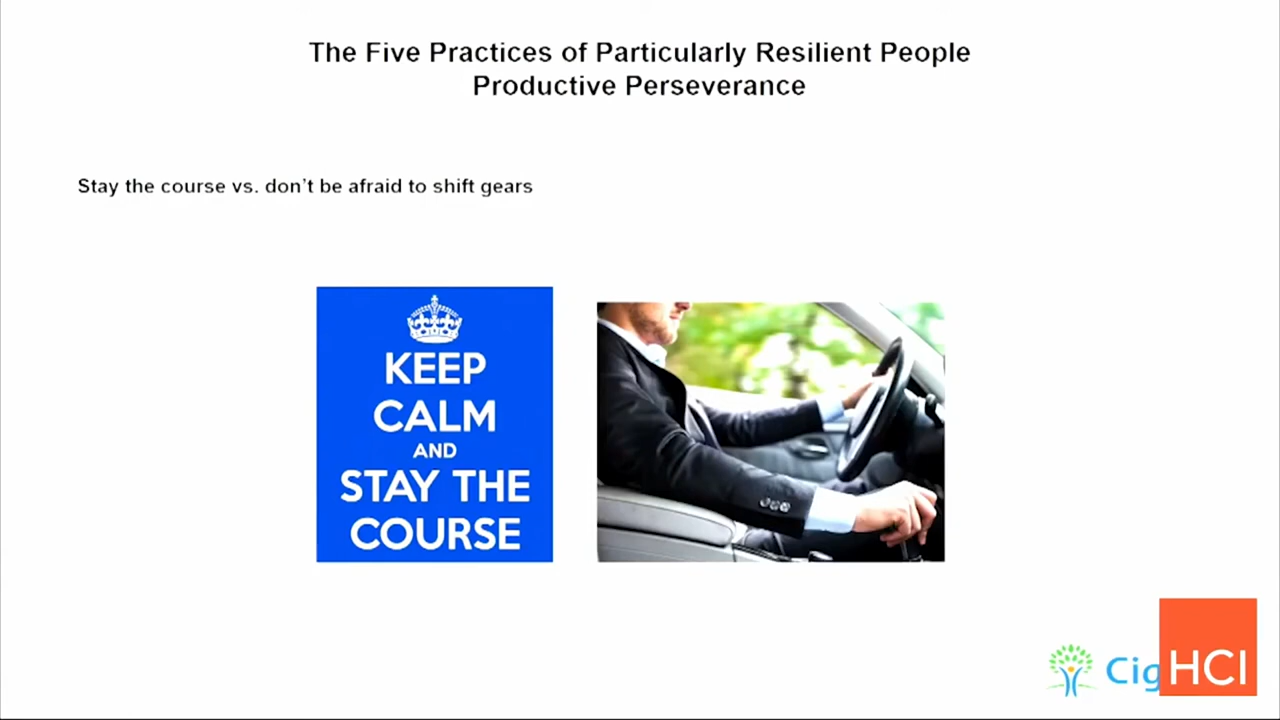 The Five Practices of Particularly Resilient People
Productive Perseverance
Stay the course vs. don't be afraid to shift gears
KEEP
CALM
AND
STAY THE
COURSE
Cig
HCI